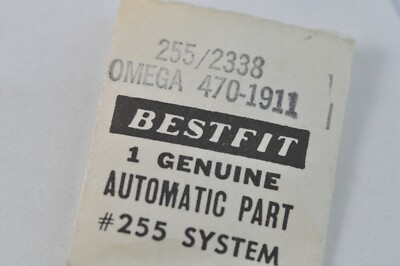 255/2338
OMEGA 470-1911
BESTFIT
1 GENUINE
AUTOMATIC PART
#255 SYSTEM